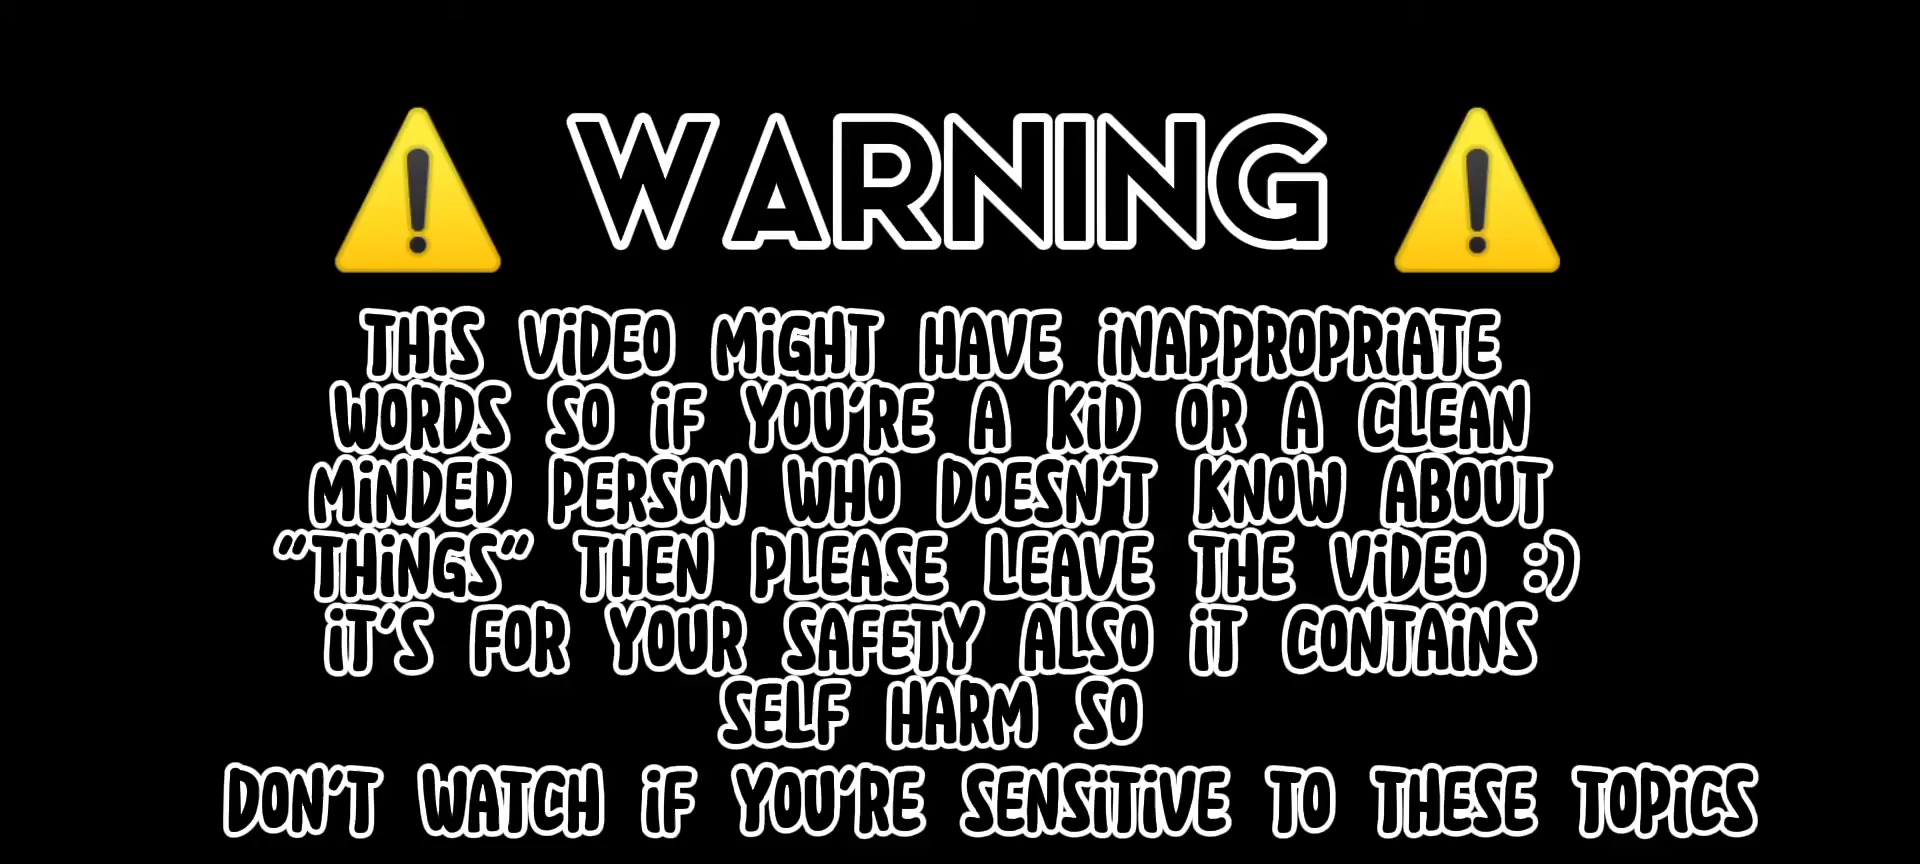 ⚠️ WARNING ⚠️
THiS ViDEO MiGHT HAVE iNAPPROPRiATE
WORDS SO iF YOU'RE A KiD OR A CLEAN
MiNDED PERSON WHO DOESN'T KNOW ABOUT
"THiNGS" THEN PLEASE LEAVE THE ViDEO :)
iT'S FOR YOUR SAFETY ALSO iT CONTAiNS
SELF HARM SO
DON'T WATCH iF YOU'RE SENSiTiVE TO THESE TOPiCS